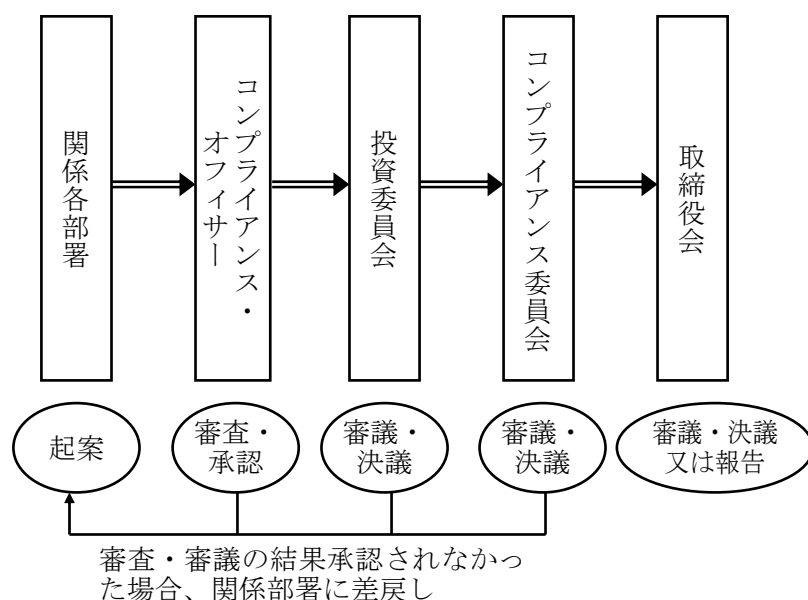 関係各部署
コンプライアンス・
オフィサー
投資委員会
コンプライアンス委員会
取締役会
起案
審査・
承認
審議・
決議
審議・
決議
審議・決議
又は報告
審査・審議の結果承認されなかっ
た場合、関係部署に差戻し